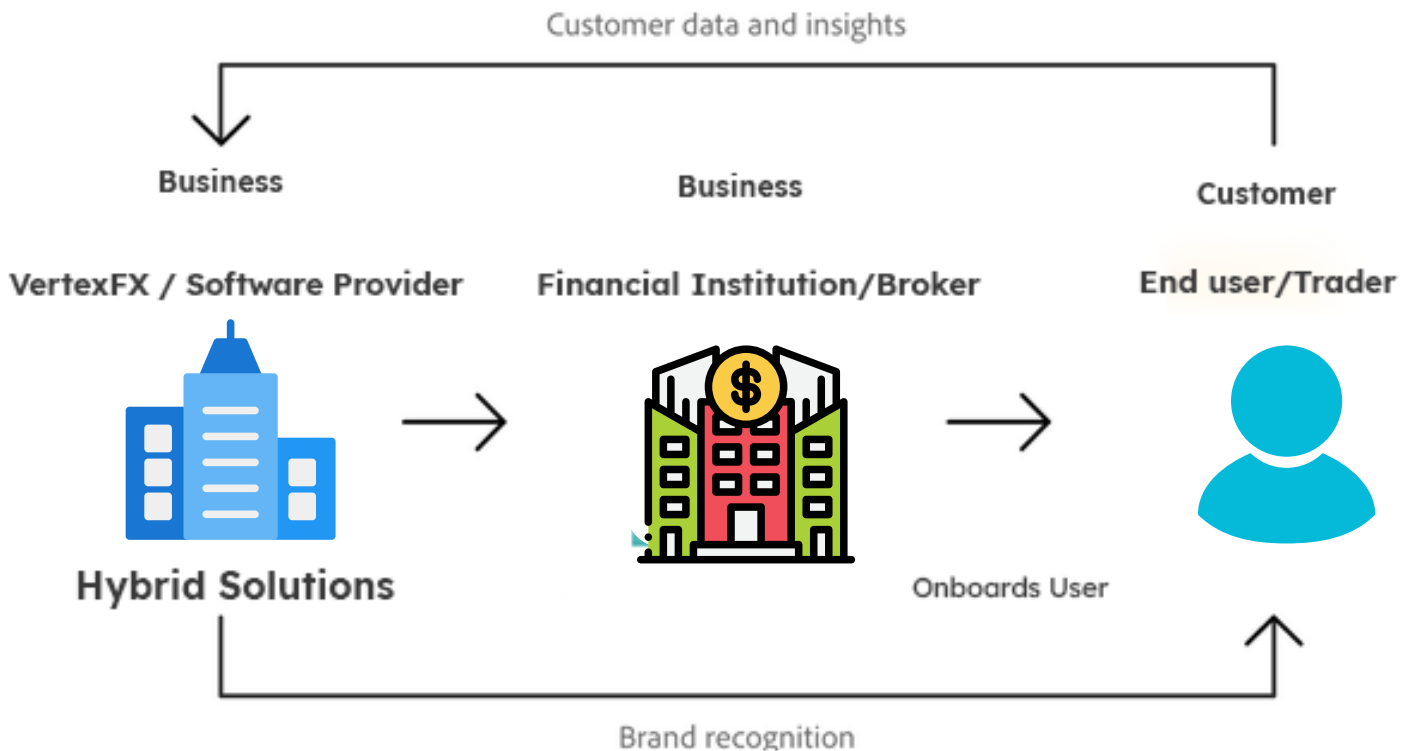 Customer data and insights
Business
Business
Customer
VertexFX / Software Provider
Financial Institution/Broker
End user/Trader
$
Hybrid Solutions
Onboards User
Brand recognition